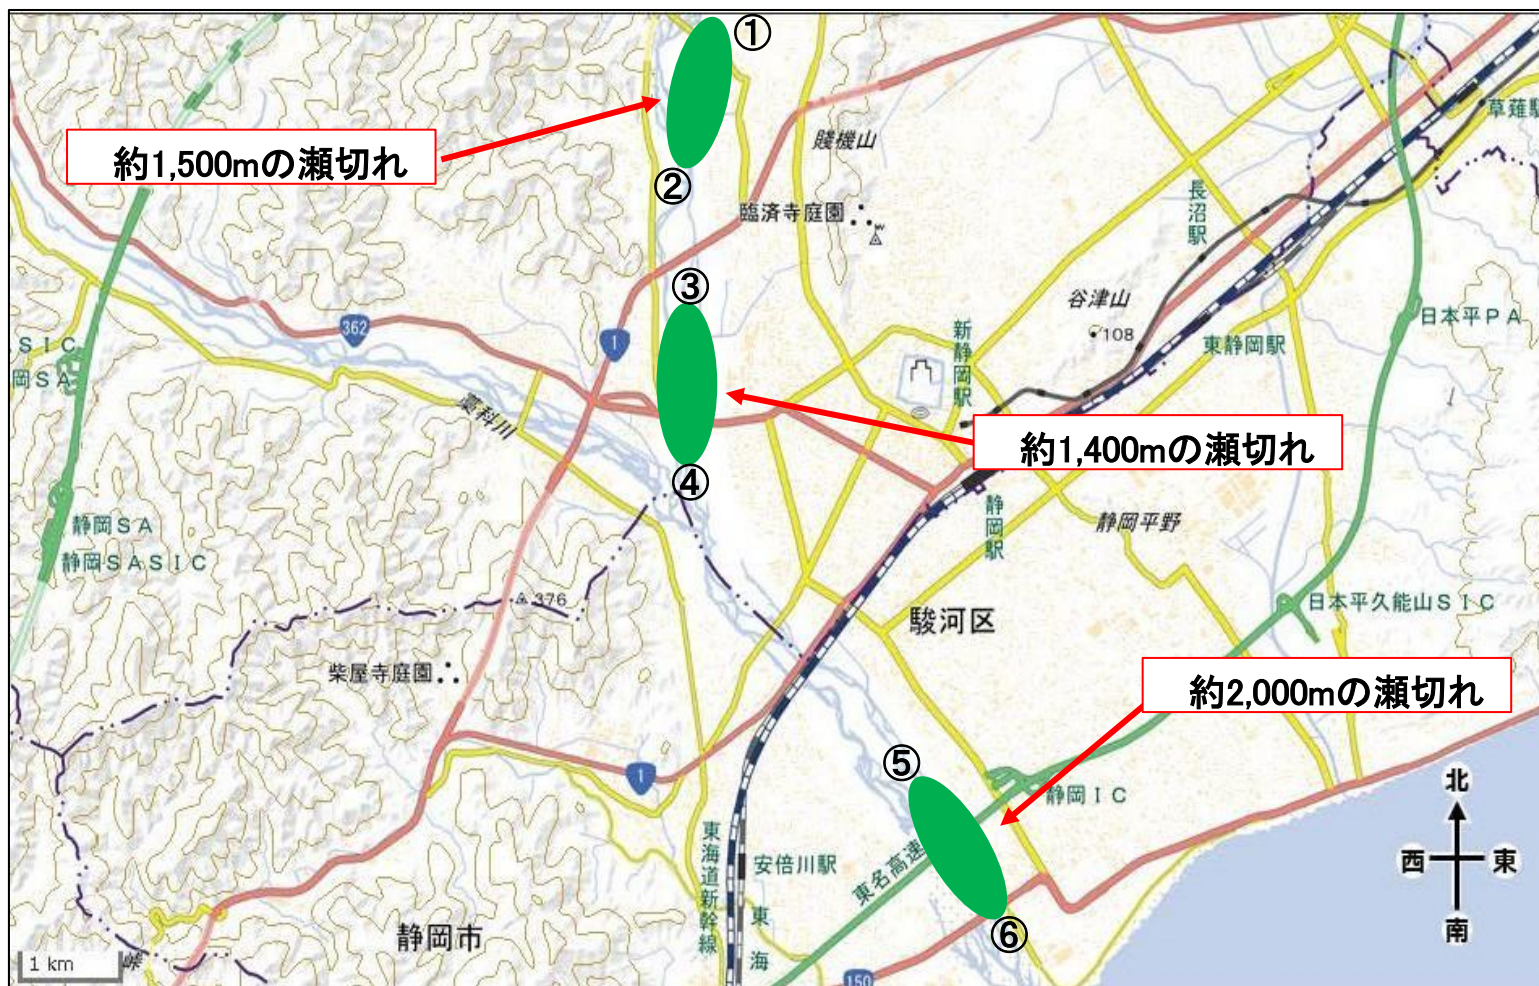 ①
約1,500mの瀬切れ
②
賤機山
臨済寺庭園
草薙駅
長沼駅
③
362
1
谷津山
108
新静岡駅
東静岡駅
日本平PA
SIC
岡SA
藁科川
約1,400mの瀬切れ
④
静岡SA
静岡SASIC
静岡駅
静岡平野
376
駿河区
日本平久能山SIC
柴屋寺庭園
約2,000mの瀬切れ
⑤
1
静岡IC
東海道新幹線
安倍川駅
東名高速
東海
静岡市
⑥
150
1 km
峠
北
西 東
南